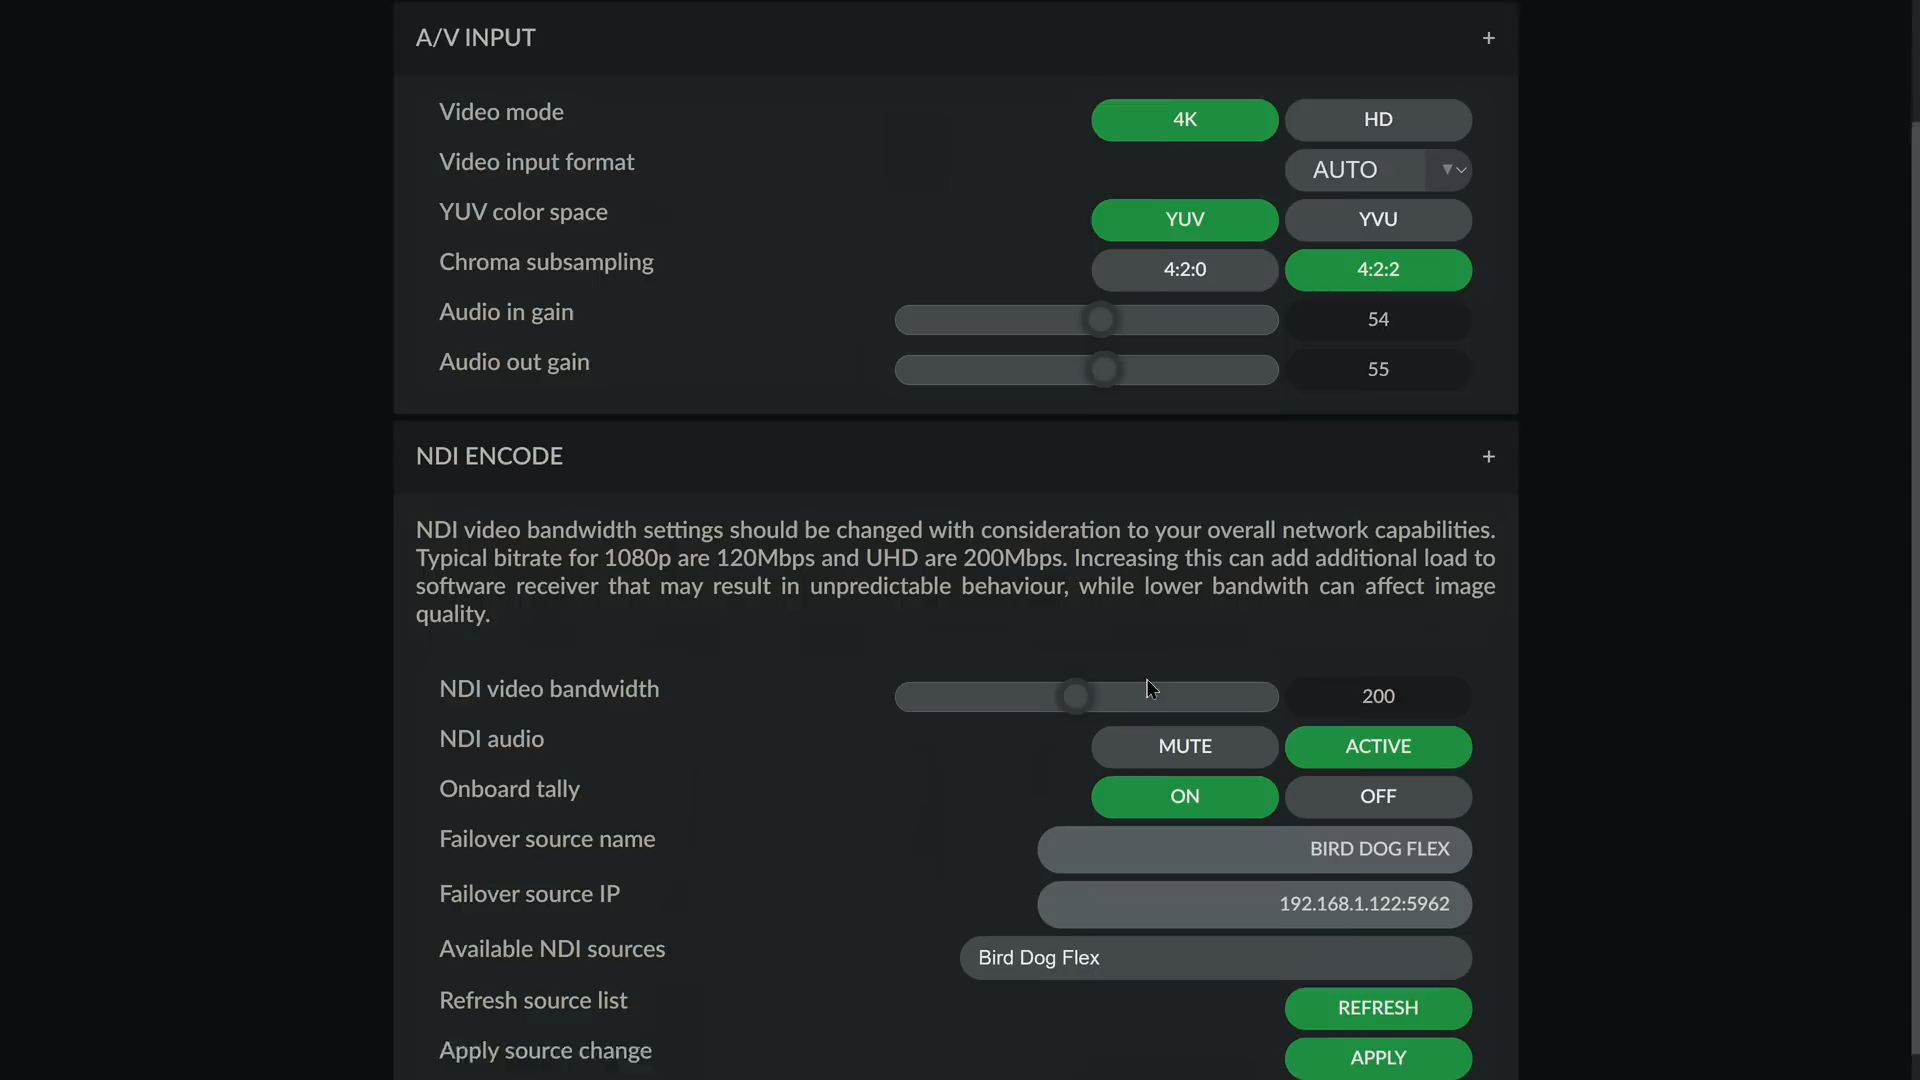 A/V INPUT +
Video mode 4K HD
Video input format AUTO
YUV color space YUV YVU
Chroma subsampling 4:2:0 4:2:2
Audio in gain 54
Audio out gain 55
NDI ENCODE +
NDI video bandwidth settings should be changed with consideration to your overall network capabilities.
Typical bitrate for 1080p are 120Mbps and UHD are 200Mbps. Increasing this can add additional load to
software receiver that may result in unpredictable behaviour, while lower bandwith can affect image
quality.
NDI video bandwidth 200
NDI audio MUTE ACTIVE
Onboard tally ON OFF
Failover source name BIRD DOG FLEX
Failover source IP 192.168.1.122:5962
Available NDI sources Bird Dog Flex
Refresh source list REFRESH
Apply source change APPLY